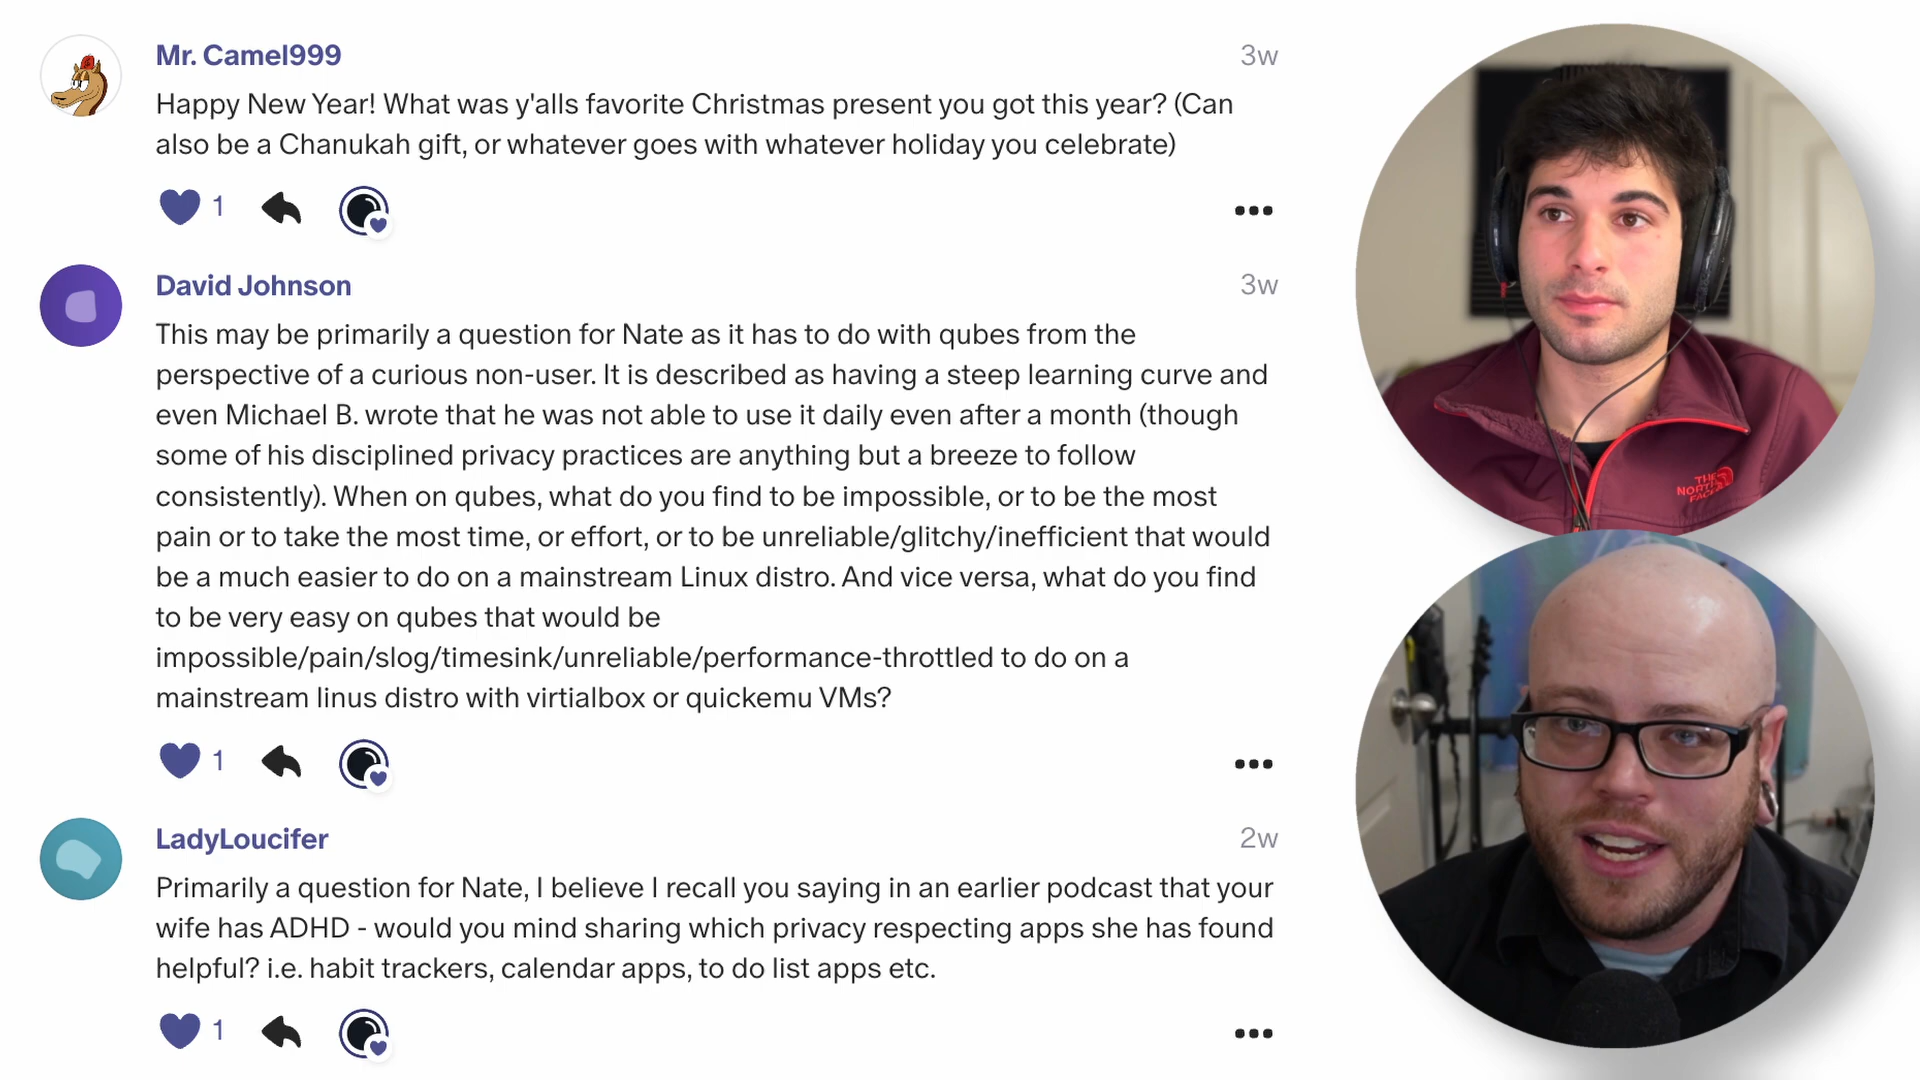 Mr. Camel999
3w
Happy New Year! What was y'alls favorite Christmas present you got this year? (Can
also be a Chanukah gift, or whatever goes with whatever holiday you celebrate)
1
David Johnson
3w
This may be primarily a question for Nate as it has to do with qubes from the
perspective of a curious non-user. It is described as having a steep learning curve and
even Michael B. wrote that he was not able to use it daily even after a month (though
some of his disciplined privacy practices are anything but a breeze to follow
consistently). When on qubes, what do you find to be impossible, or to be the most
pain or to take the most time, or effort, or to be unreliable/glitchy/inefficient that would
be a much easier to do on a mainstream Linux distro. And vice versa, what do you find
to be very easy on qubes that would be
impossible/pain/slog/timesink/unreliable/performance-throttled to do on a
mainstream linus distro with virtialbox or quickemu VMs?
1
LadyLoucifer
2w
Primarily a question for Nate, I believe I recall you saying in an earlier podcast that your
wife has ADHD - would you mind sharing which privacy respecting apps she has found
helpful? i.e. habit trackers, calendar apps, to do list apps etc.
1
THE
NORTH
FACE